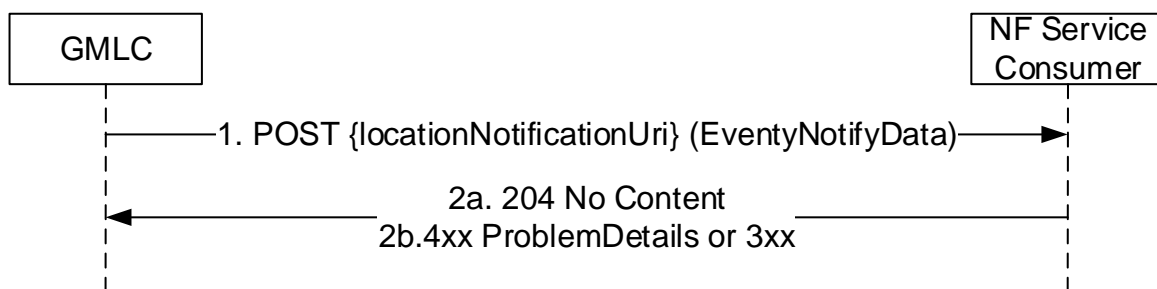 GMLC
NF Service
Consumer
1. POST {locationNotificationUri} (EventyNotifyData)
2a. 204 No Content
2b.4xx ProblemDetails or 3xx